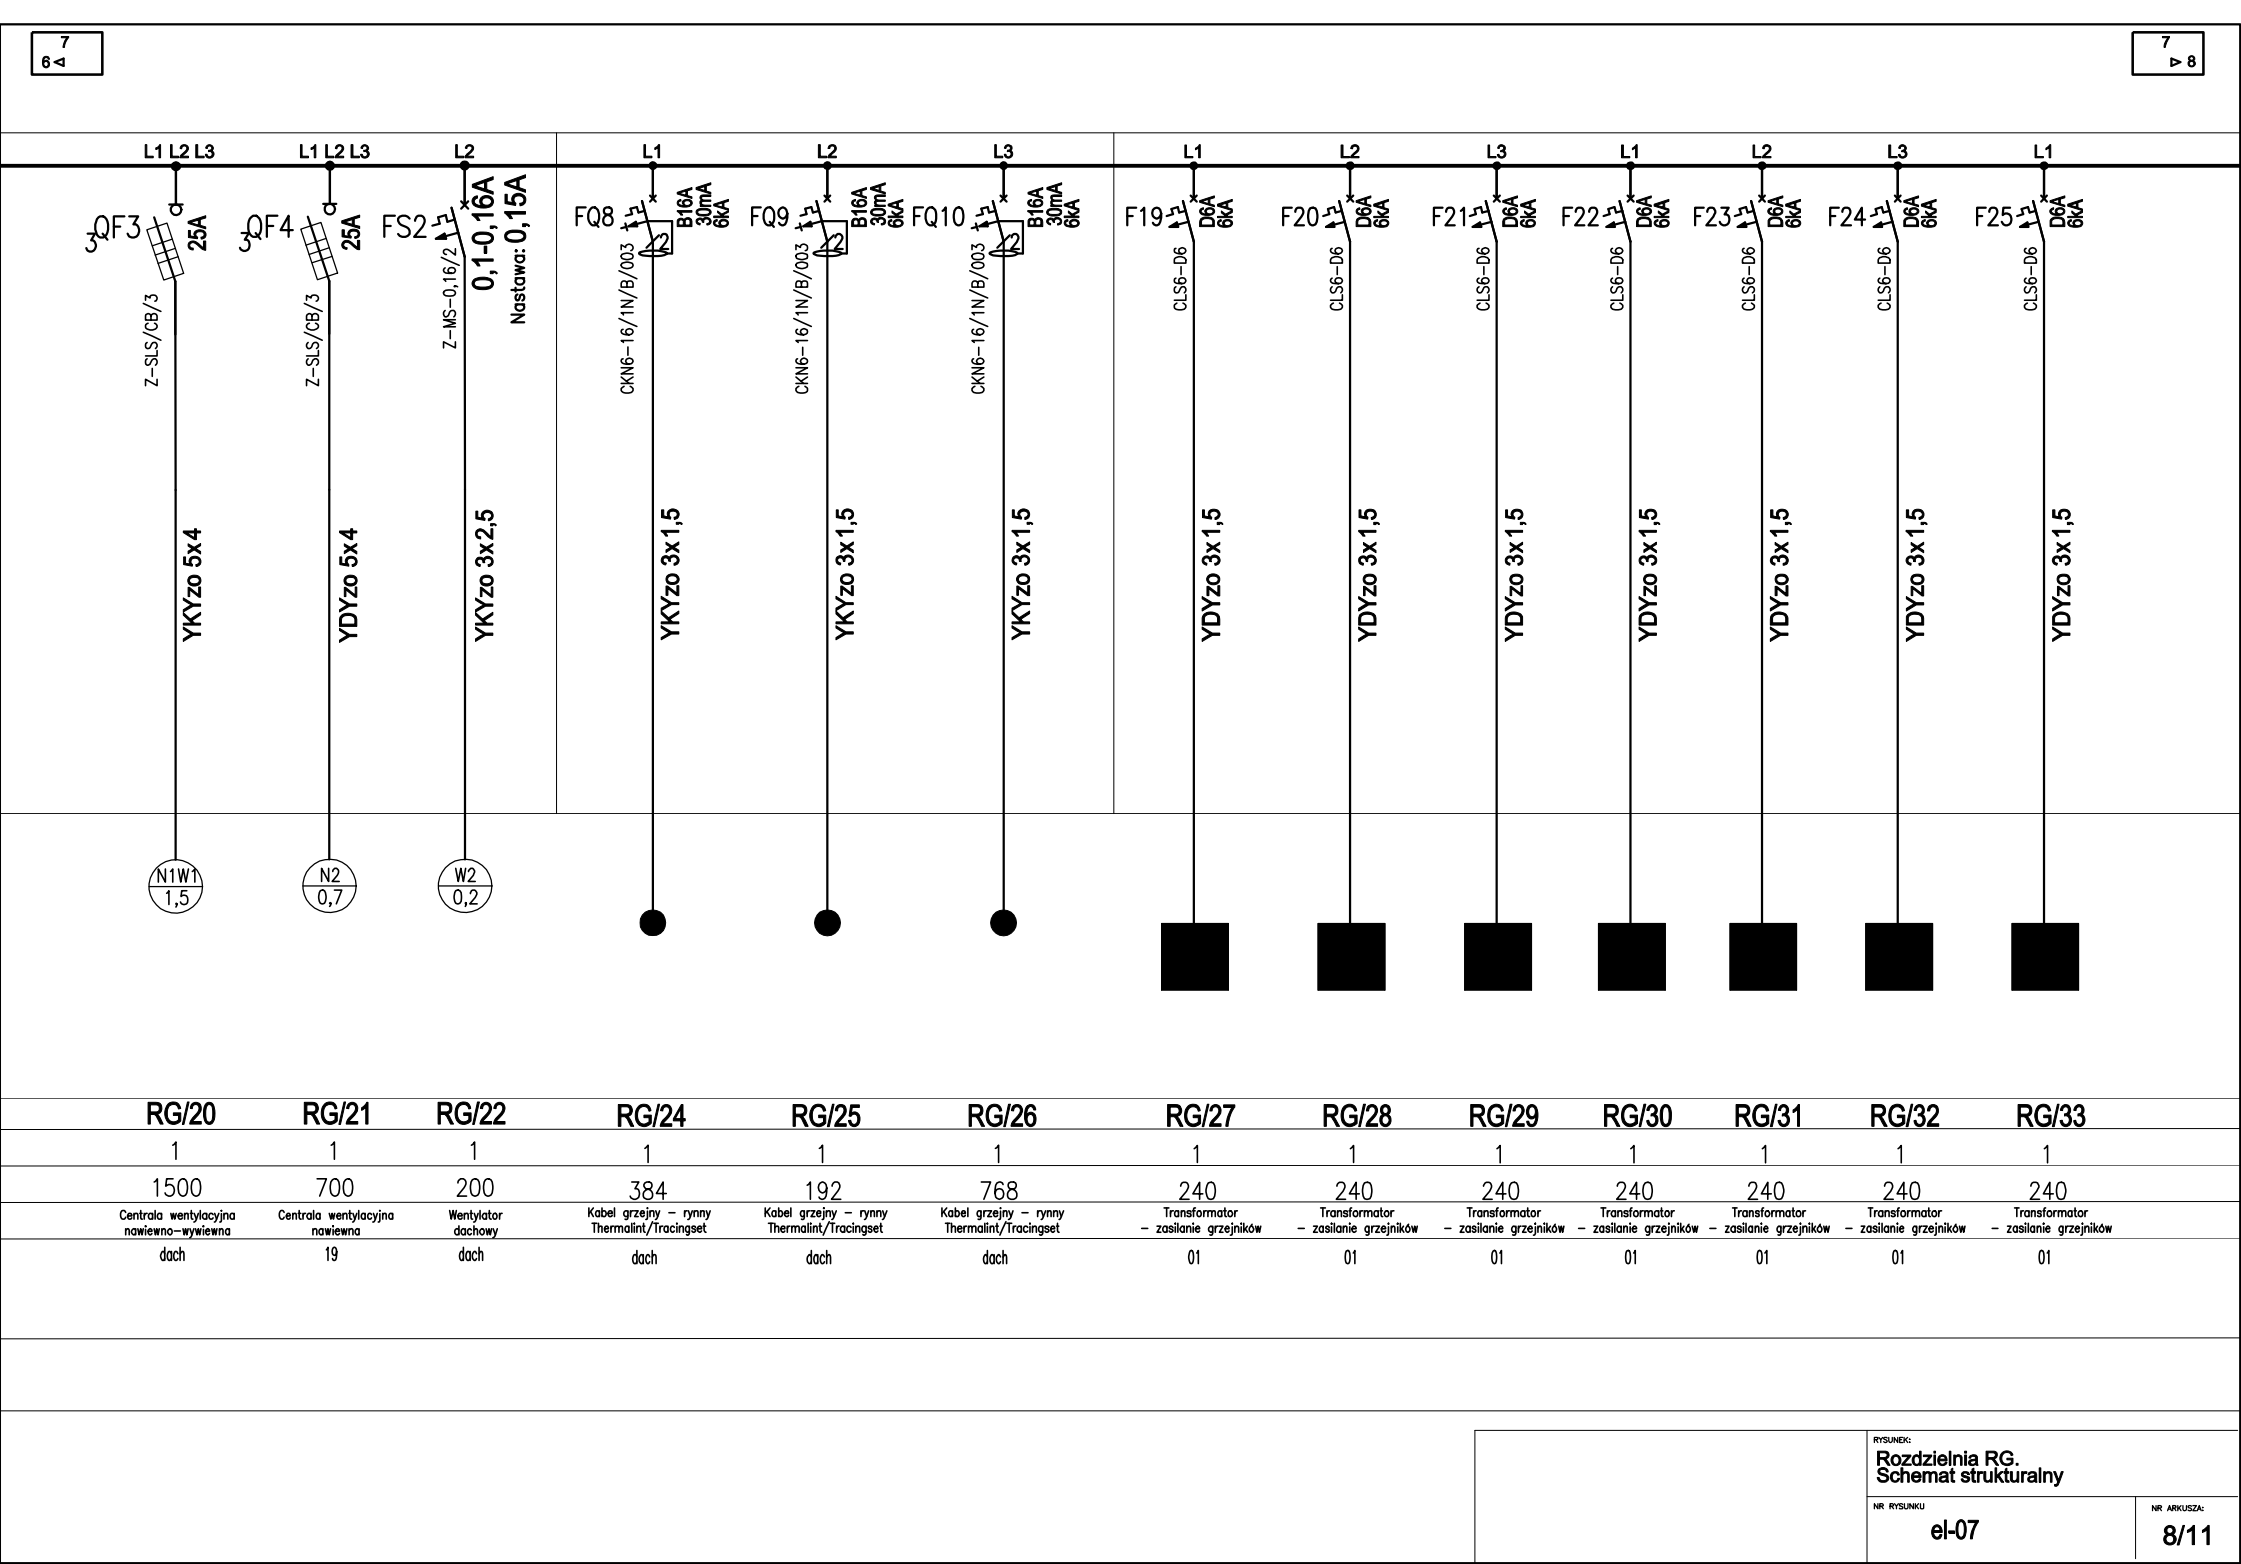 7
6⊲
7
⊳ 8
L1 L2 L3
L1 L2 L3
L2
L1
L2
L3
L1
L2
L3
L1
L2
L3
L1
QF3
3
25A
Z-SLS/CB/3
QF4
3
25A
Z-SLS/CB/3
FS2
0,1-0,16A
Nastawa: 0,15A
Z-MS-0,16/2
FQ8
B16A
30mA
6kA
2
CKN6-16/1N/B/003
FQ9
B16A
30mA
6kA
2
CKN6-16/1N/B/003
FQ10
B16A
30mA
6kA
2
CKN6-16/1N/B/003
F19
D6A
6kA
CLS6-D6
F20
D6A
6kA
CLS6-D6
F21
D6A
6kA
CLS6-D6
F22
D6A
6kA
CLS6-D6
F23
D6A
6kA
CLS6-D6
F24
D6A
6kA
CLS6-D6
F25
D6A
6kA
CLS6-D6
YKYzo 5x4
YDYzo 5x4
YKYzo 3x2,5
YKYzo 3x1,5
YKYzo 3x1,5
YKYzo 3x1,5
YDYzo 3x1,5
YDYzo 3x1,5
YDYzo 3x1,5
YDYzo 3x1,5
YDYzo 3x1,5
YDYzo 3x1,5
YDYzo 3x1,5
N1W1
1,5
N2
0,7
W2
0,2
RG/20 RG/21 RG/22 RG/24 RG/25 RG/26 RG/27 RG/28 RG/29 RG/30 RG/31 RG/32 RG/33
1 1 1 1 1 1 1 1 1 1 1 1 1
1500 700 200 384 192 768 240 240 240 240 240 240 240
Centrala wentylacyjna
nawiewno-wywiewna
Centrala wentylacyjna
nawiewna
Wentylator
dachowy
Kabel grzejny – rynny
Thermalint/Tracingset
Kabel grzejny – rynny
Thermalint/Tracingset
Kabel grzejny – rynny
Thermalint/Tracingset
Transformator
– zasilanie grzejników
Transformator
– zasilanie grzejników
Transformator
– zasilanie grzejników
Transformator
– zasilanie grzejników
Transformator
– zasilanie grzejników
Transformator
– zasilanie grzejników
Transformator
– zasilanie grzejników
dach 19 dach dach dach dach 01 01 01 01 01 01 01
RYSUNEK:
Rozdzielnia RG.
Schemat strukturalny
NR RYSUNKU
el-07
NR ARKUSZA:
8/11